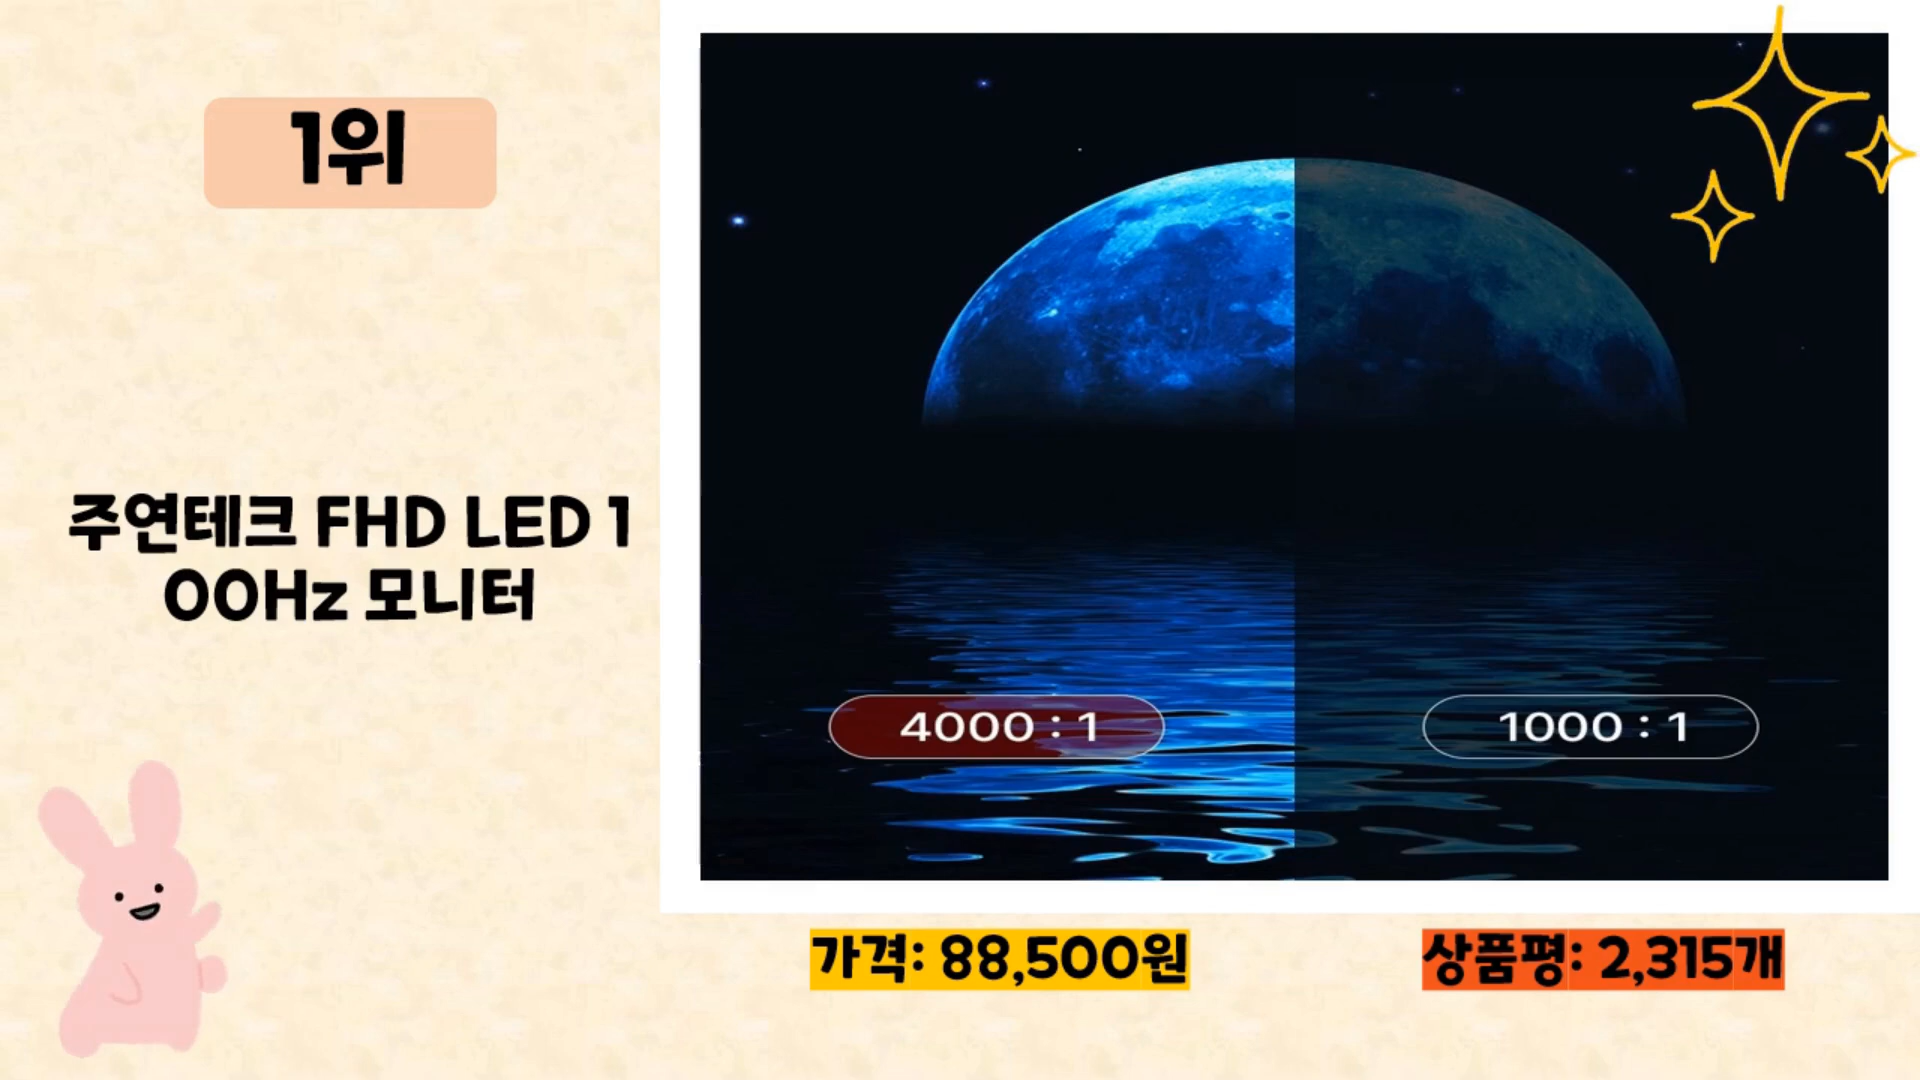 1위
주연테크 FHD LED 1
00Hz 모니터
4000 : 1
1000 : 1
가격: 88,500원
상품평: 2,315개